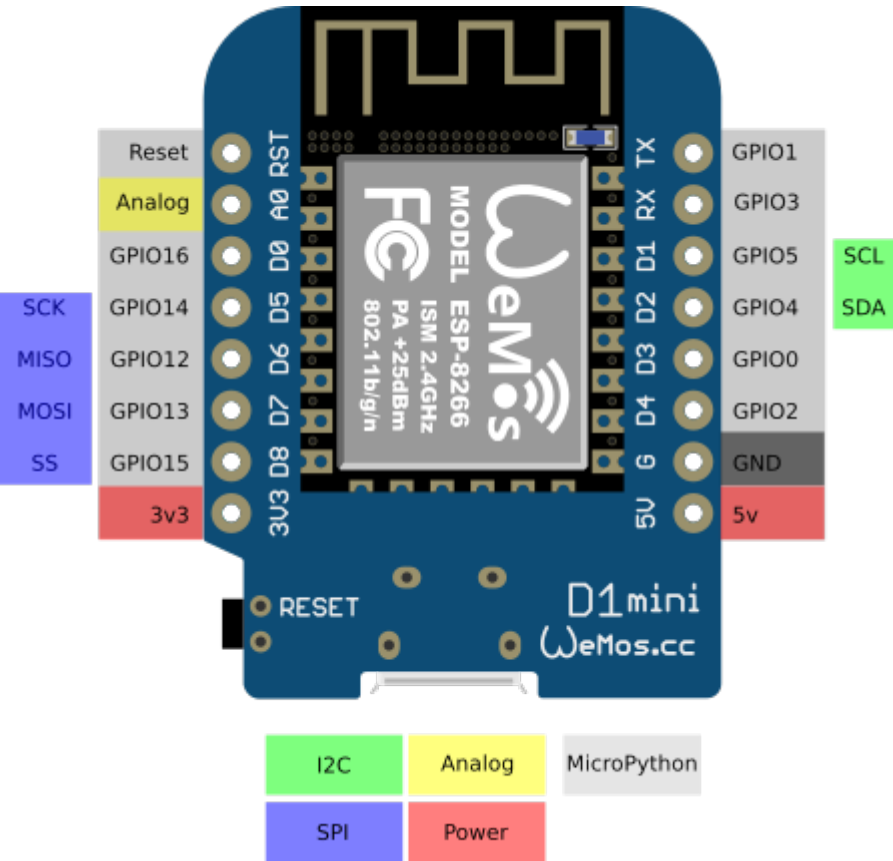 Reset RST TX GPIO1
Analog A0 RX GPIO3
GPIO16 D0 D1 GPIO5 SCL
SCK GPIO14 D5 D2 GPIO4 SDA
MISO GPIO12 D6 D3 GPIO0
MOSI GPIO13 D7 D4 GPIO2
SS GPIO15 D8 G GND
3v3 3V3 5V 5v
WeMos
MODEL ESP-8266
ISM 2.4GHz
PA +25dBm
802.11b/g/n
FC
RESET
D1mini
WeMos.cc
I2C Analog MicroPython
SPI Power